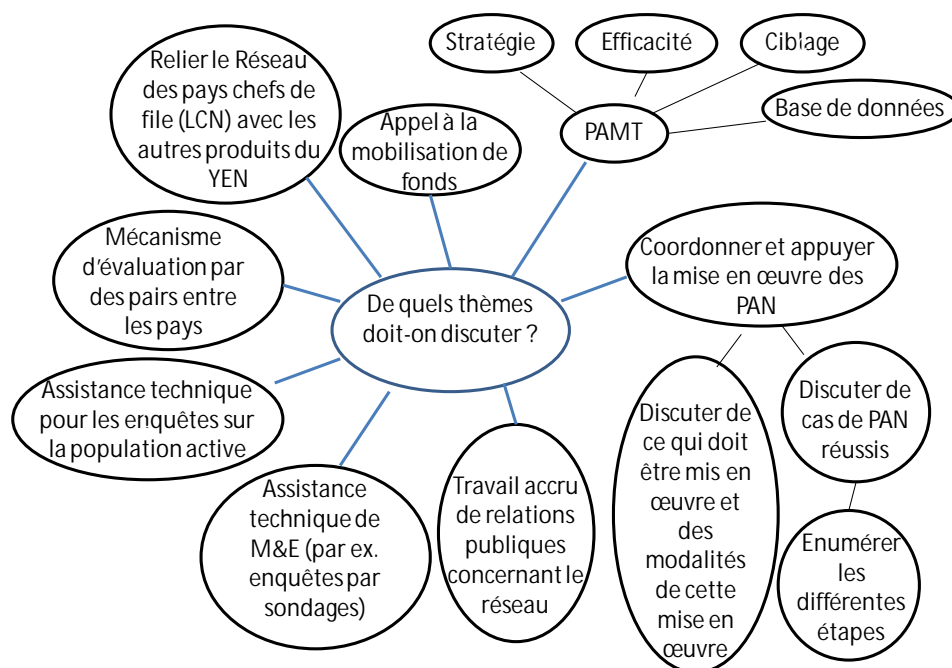 Stratégie
Efficacité
Ciblage
Base de données
PAMT
Relier le Réseau
des pays chefs de
file (LCN) avec les
autres produits du
YEN
Appel à la
mobilisation de
fonds
Mécanisme
d'évaluation par
des pairs entre
les pays
De quels thèmes
doit-on discuter ?
Coordonner et appuyer
la mise en œuvre des
PAN
Assistance technique
pour les enquêtes sur
la population active
Assistance
technique de
M&E (par ex.
enquêtes par
sondages)
Travail accru
de relations
publiques
concernant le
réseau
Discuter de
ce qui doit
être mis en
œuvre et
des
modalités
de cette
mise en
œuvre
Discuter de
cas de PAN
réussis
Enumérer
les
différentes
étapes